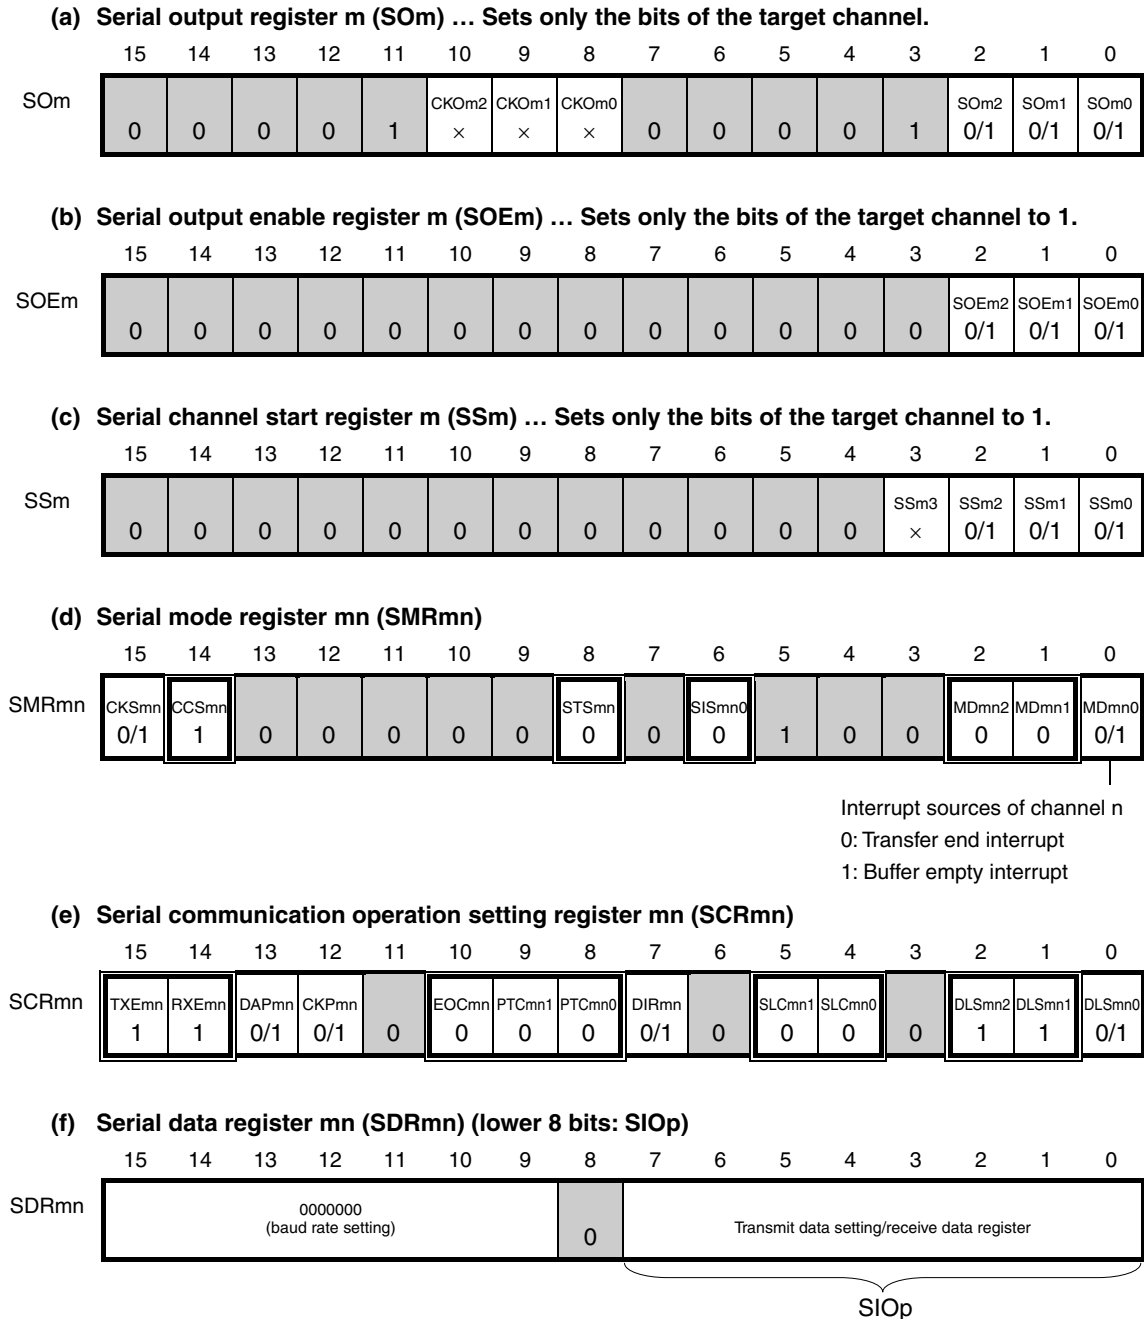 (a) Serial output register m (SOm) … Sets only the bits of the target channel.
15 14 13 12 11 10 9 8 7 6 5 4 3 2 1 0
SOm
CKOm2 CKOm1 CKOm0 SOm2 SOm1 SOm0
0 0 0 0 1 × × × 0 0 0 0 1 0/1 0/1 0/1
(b) Serial output enable register m (SOEm) … Sets only the bits of the target channel to 1.
15 14 13 12 11 10 9 8 7 6 5 4 3 2 1 0
SOEm
SOEm2 SOEm1 SOEm0
0 0 0 0 0 0 0 0 0 0 0 0 0 0/1 0/1 0/1
(c) Serial channel start register m (SSm) … Sets only the bits of the target channel to 1.
15 14 13 12 11 10 9 8 7 6 5 4 3 2 1 0
SSm
SSm3 SSm2 SSm1 SSm0
0 0 0 0 0 0 0 0 0 0 0 0 × 0/1 0/1 0/1
(d) Serial mode register mn (SMRmn)
15 14 13 12 11 10 9 8 7 6 5 4 3 2 1 0
SMRmn
CKSmn CCSmn STSmn SISmn0 MDmn2 MDmn1 MDmn0
0/1 1 0 0 0 0 0 0 0 0 1 0 0 0 0 0/1
Interrupt sources of channel n
0: Transfer end interrupt
1: Buffer empty interrupt
(e) Serial communication operation setting register mn (SCRmn)
15 14 13 12 11 10 9 8 7 6 5 4 3 2 1 0
SCRmn
TXEmn RXEmn DAPmn CKPmn EOCmn PTCmn1 PTCmn0 DIRmn SLCmn1 SLCmn0 DLSmn2 DLSmn1 DLSmn0
1 1 0/1 0/1 0 0 0 0 0/1 0 0 0 0 1 1 0/1
(f) Serial data register mn (SDRmn) (lower 8 bits: SIOp)
15 14 13 12 11 10 9 8 7 6 5 4 3 2 1 0
SDRmn
0000000
(baud rate setting)
0
Transmit data setting/receive data register
SIOp